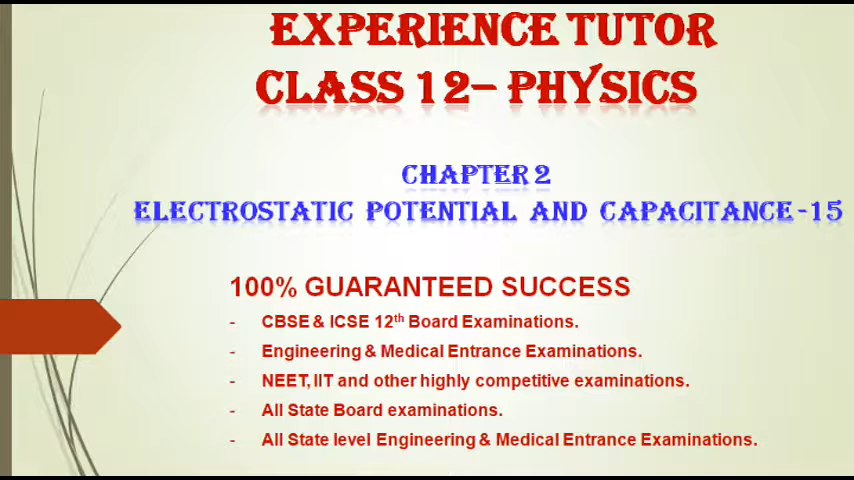 EXPERIENCE TUTOR
CLASS 12– PHYSICS
CHAPTER 2
ELECTROSTATIC POTENTIAL AND CAPACITANCE -15
100% GUARANTEED SUCCESS
- CBSE & ICSE 12th Board Examinations.
- Engineering & Medical Entrance Examinations.
- NEET, IIT and other highly competitive examinations.
- All State Board examinations.
- All State level Engineering & Medical Entrance Examinations.